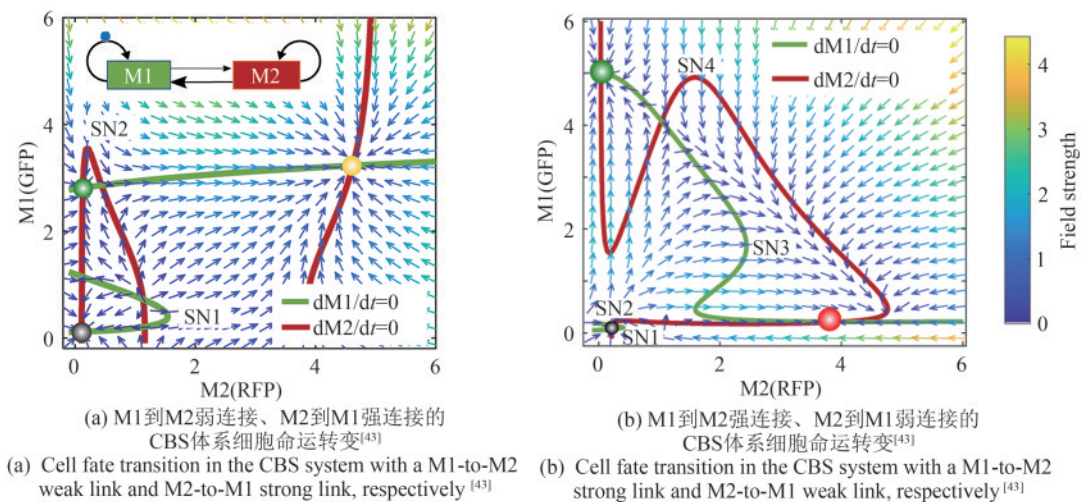 6
4
2
0
M1(GFP)
M1
M2
SN2
SN1
dM1/dt=0
dM2/dt=0
0
2
4
6
M2(RFP)
6
5
4
3
2
1
0
M1(GFP)
dM1/dt=0
dM2/dt=0
SN4
SN3
SN2
SN1
0
2
4
6
M2(RFP)
4
3
2
1
0
Field strength
(a) M1到M2弱连接、M2到M1强连接的
CBS体系细胞命运转变[43]
(a) Cell fate transition in the CBS system with a M1-to-M2
weak link and M2-to-M1 strong link, respectively [43]
(b) M1到M2强连接、M2到M1弱连接的
CBS体系细胞命运转变[43]
(b) Cell fate transition in the CBS system with a M1-to-M2
strong link and M2-to-M1 weak link, respectively [43]